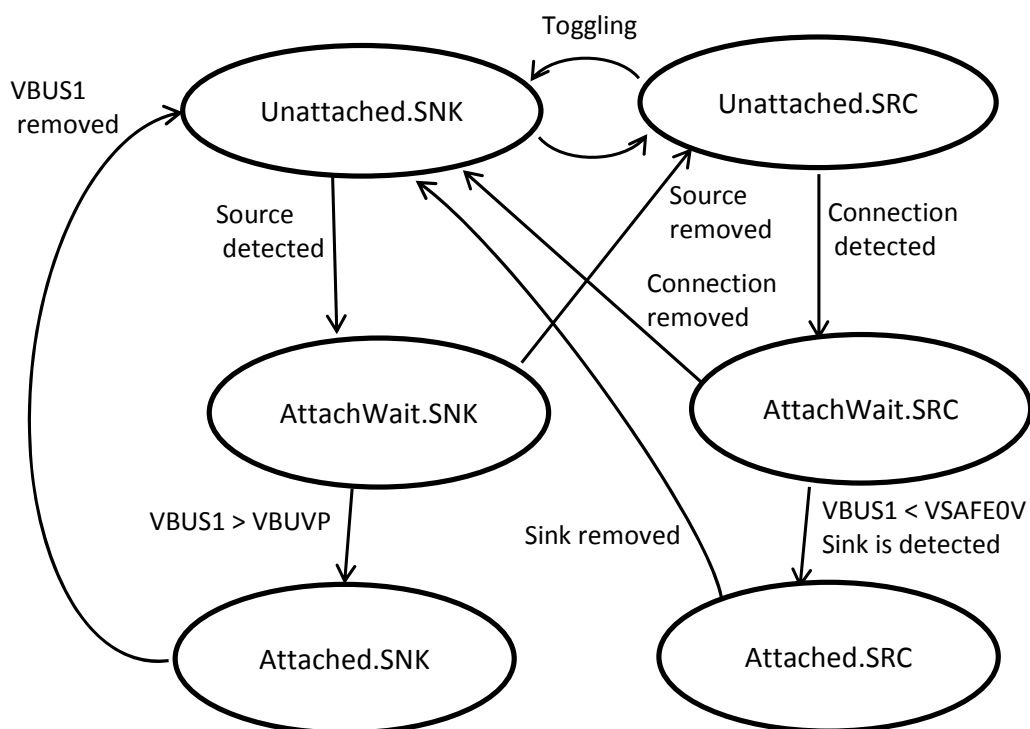 Toggling
VBUS1
removed
Unattached.SNK
Unattached.SRC
Source
detected
Source
removed
Connection
detected
Connection
removed
AttachWait.SNK
AttachWait.SRC
VBUS1 > VBUVP
Sink removed
VBUS1 < VSAFE0V
Sink is detected
Attached.SNK
Attached.SRC